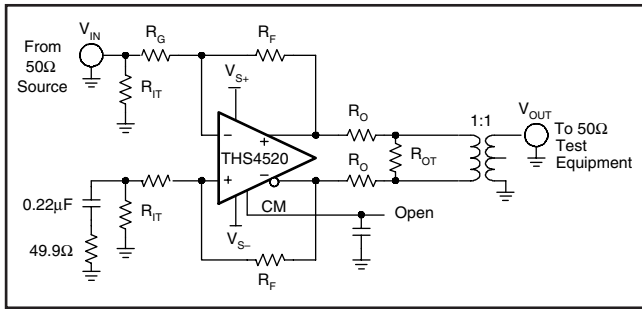 From
50Ω
Source
V_IN
R_G
R_F
R_IT
V_S+
THS4520
− +
+ −
R_O
R_O
R_OT
1:1
V_OUT
To 50Ω
Test
Equipment
0.22µF
R_IT
49.9Ω
V_S−
CM
Open
R_F